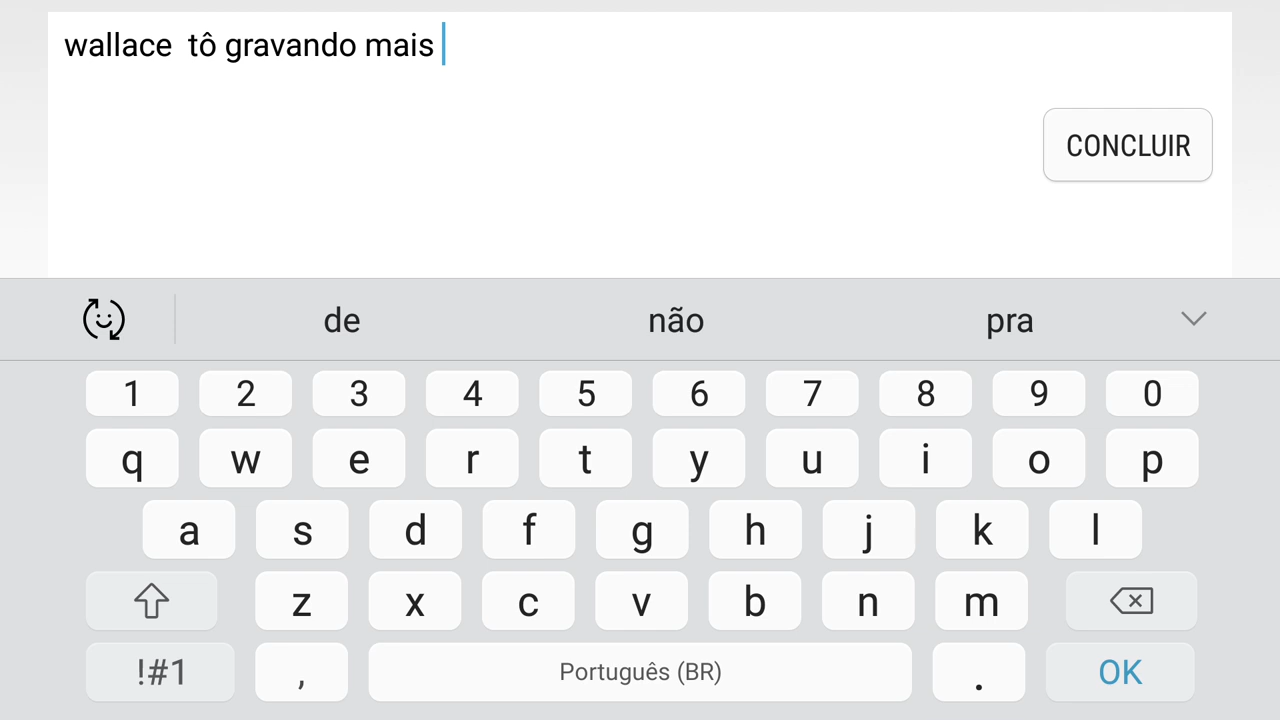 wallace  tô gravando mais
CONCLUIR
de não pra
1 2 3 4 5 6 7 8 9 0
q w e r t y u i o p
a s d f g h j k l
z x c v b n m
!#1 , Português (BR) . OK